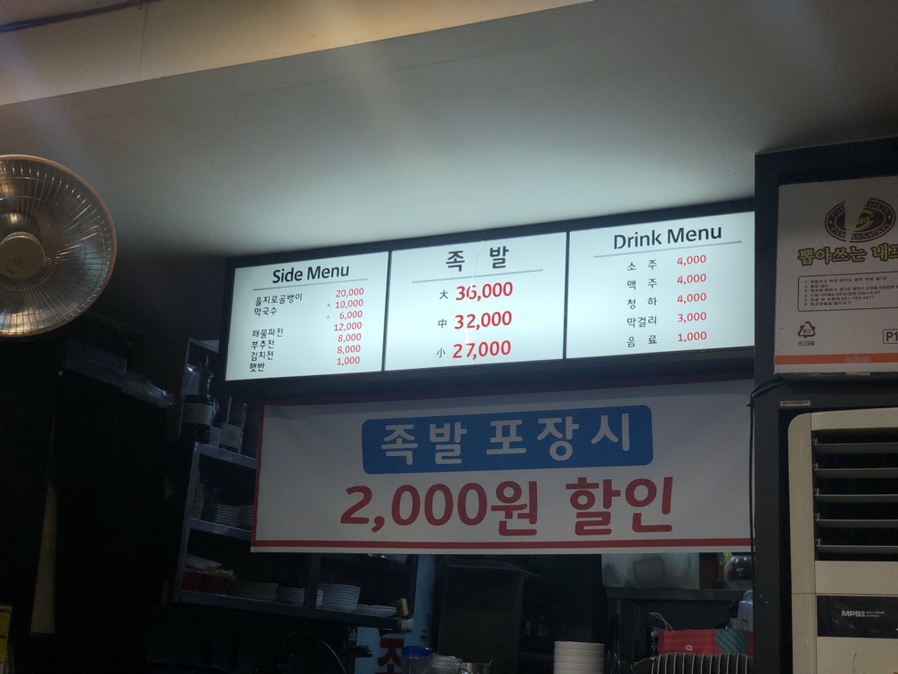 Side Menu
을지로골뱅이 20,000
막국수 大 10,000
小 6,000
해물파전 12,000
부추전 8,000
김치전 8,000
햇반 1,000
족 발
大 36,000
中 32,000
小 27,000
Drink Menu
소 주 4,000
맥 주 4,000
청 하 4,000
막걸리 3,000
음 료 1,000
족발 포장시
2,000원 할인
뽑아쓰는
P1
MPS